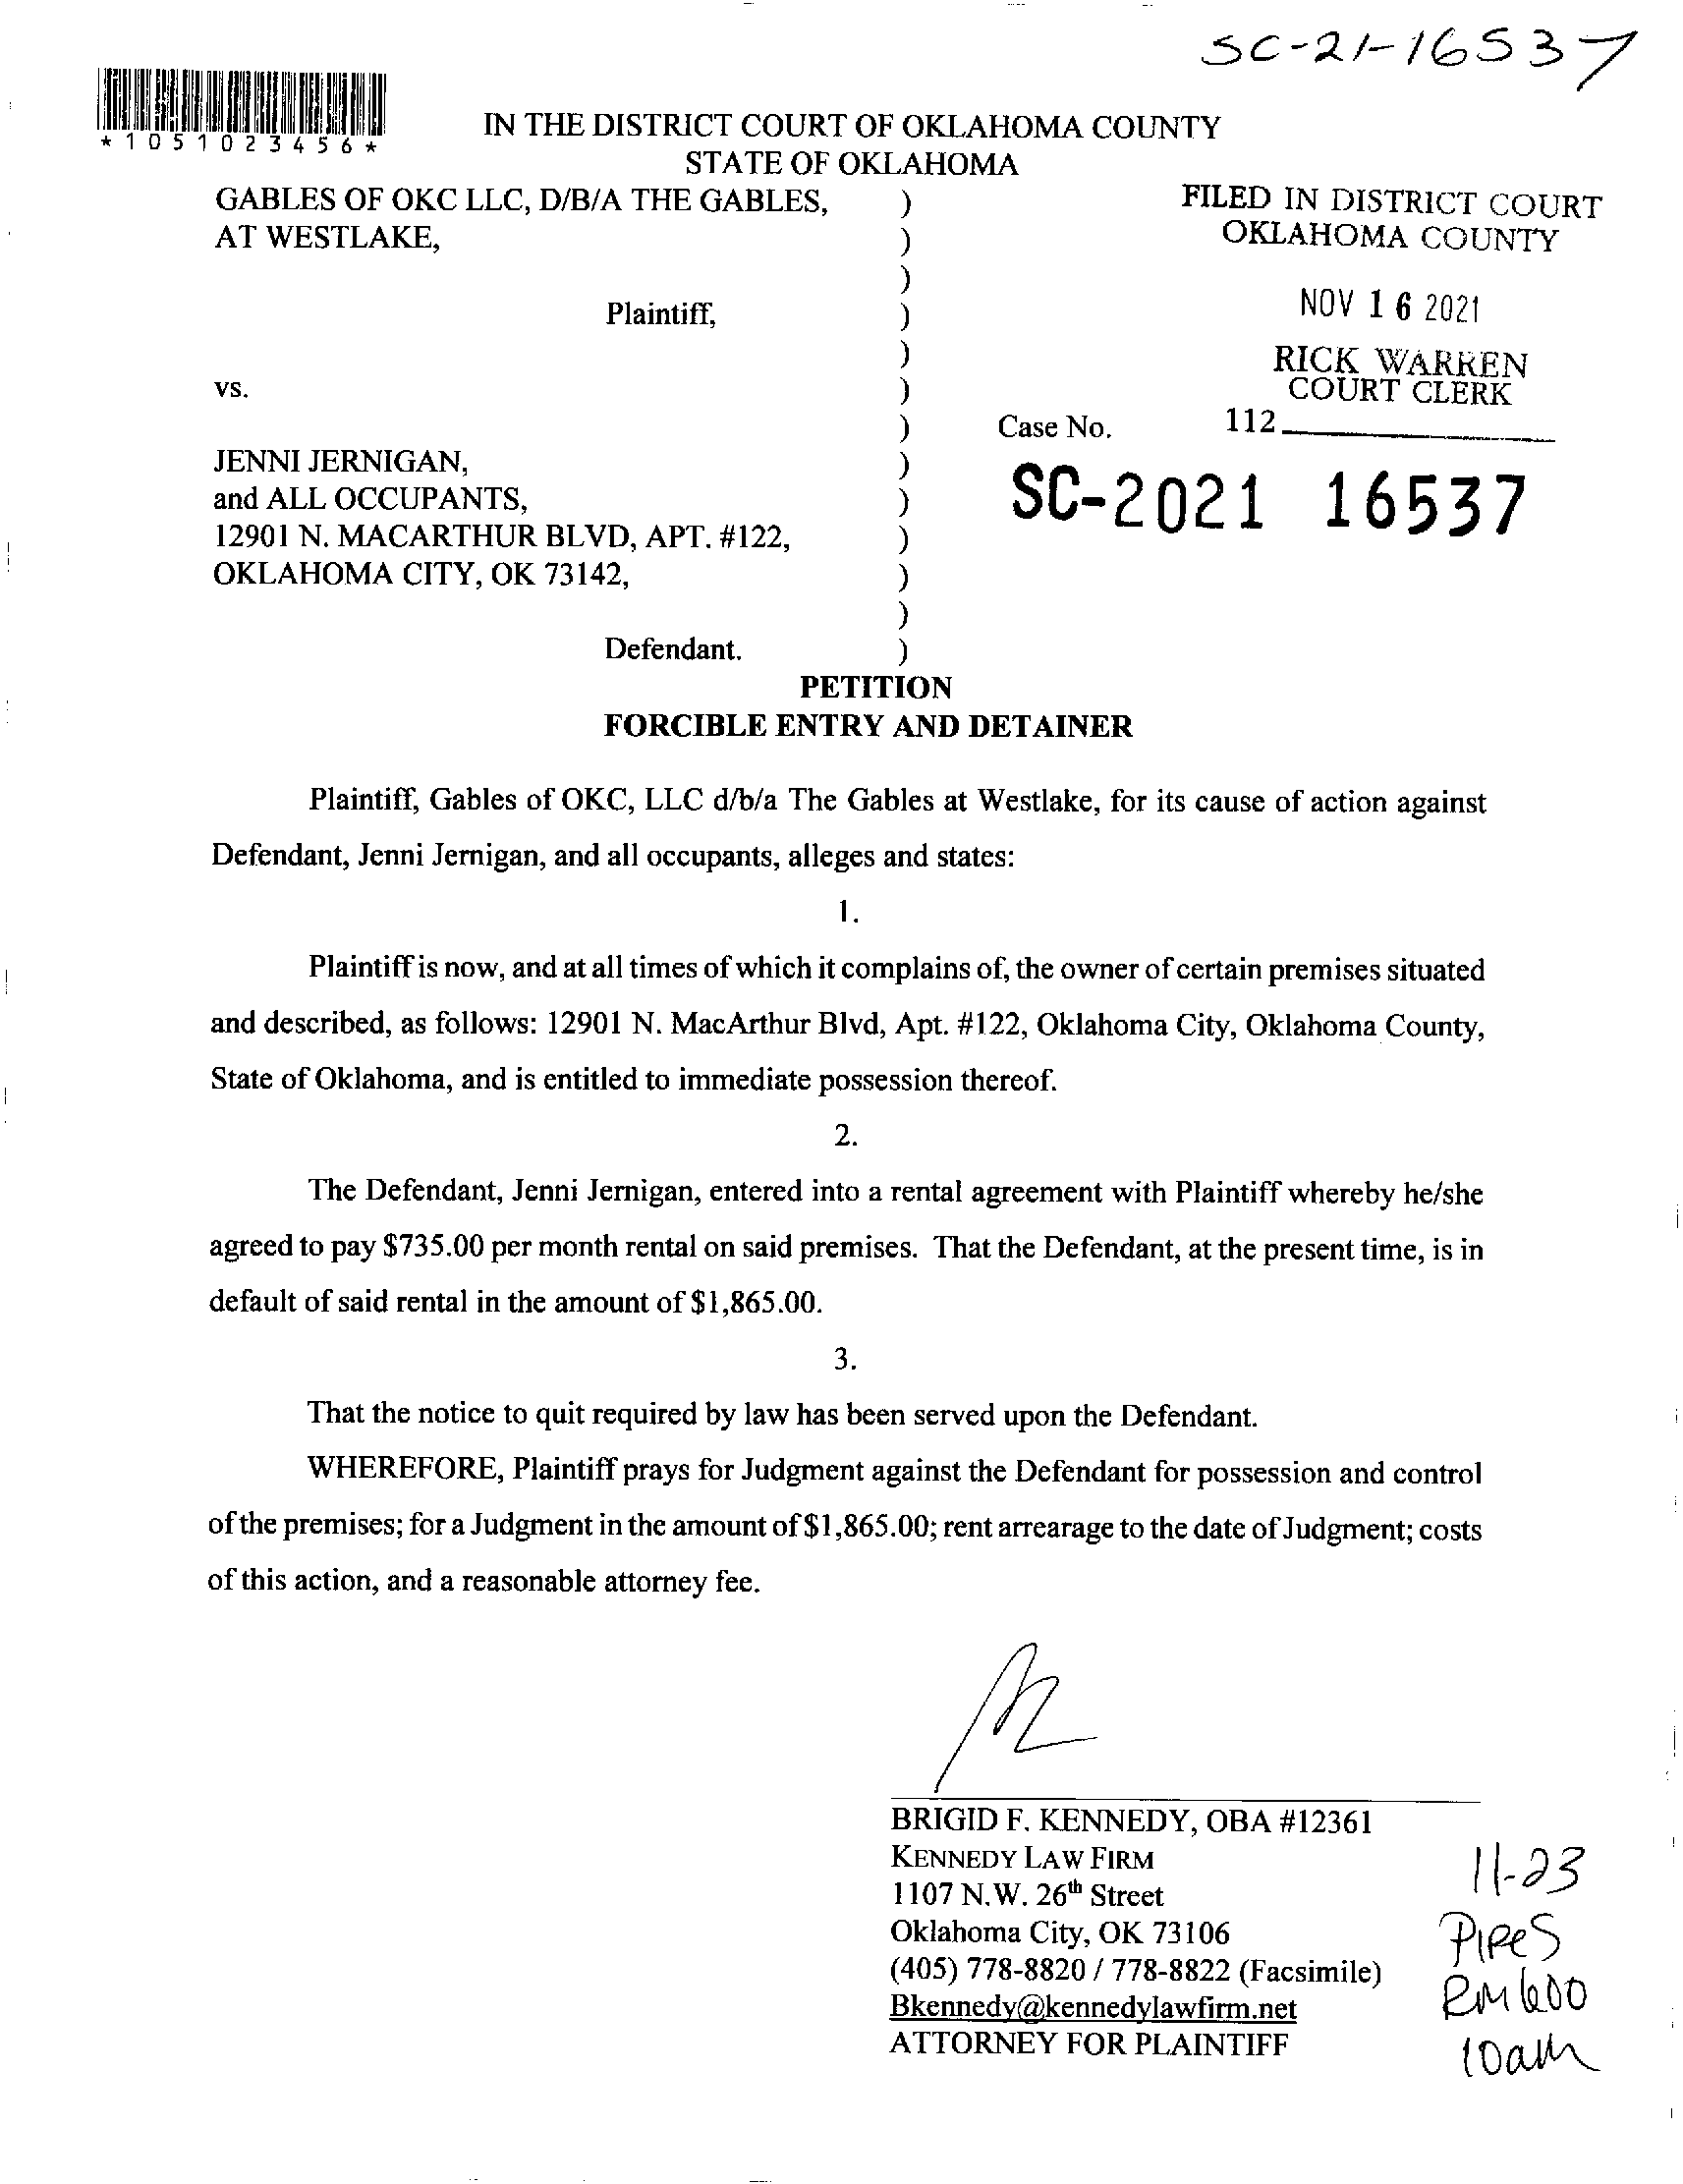 SC-21-16537
*1051023456*
IN THE DISTRICT COURT OF OKLAHOMA COUNTY
STATE OF OKLAHOMA
GABLES OF OKC LLC, D/B/A THE GABLES, )
AT WESTLAKE, )
)
Plaintiff, )
)
vs. )
)
JENNI JERNIGAN, )
and ALL OCCUPANTS, )
12901 N. MACARTHUR BLVD, APT. #122, )
OKLAHOMA CITY, OK 73142, )
)
Defendant. )
FILED IN DISTRICT COURT
OKLAHOMA COUNTY
NOV 16 2021
RICK WARREN
COURT CLERK
112
Case No.
SC-2021 16537
PETITION
FORCIBLE ENTRY AND DETAINER
Plaintiff, Gables of OKC, LLC d/b/a The Gables at Westlake, for its cause of action against
Defendant, Jenni Jernigan, and all occupants, alleges and states:
1.
Plaintiff is now, and at all times of which it complains of, the owner of certain premises situated
and described, as follows: 12901 N. MacArthur Blvd, Apt. #122, Oklahoma City, Oklahoma County,
State of Oklahoma, and is entitled to immediate possession thereof.
2.
The Defendant, Jenni Jernigan, entered into a rental agreement with Plaintiff whereby he/she
agreed to pay $735.00 per month rental on said premises. That the Defendant, at the present time, is in
default of said rental in the amount of $1,865.00.
3.
That the notice to quit required by law has been served upon the Defendant.
WHEREFORE, Plaintiff prays for Judgment against the Defendant for possession and control
of the premises; for a Judgment in the amount of $1,865.00; rent arrearage to the date of Judgment; costs
of this action, and a reasonable attorney fee.
BRIGID F. KENNEDY, OBA #12361
KENNEDY LAW FIRM
1107 N.W. 26th Street
Oklahoma City, OK 73106
(405) 778-8820 / 778-8822 (Facsimile)
Bkennedy@kennedylawfirm.net
ATTORNEY FOR PLAINTIFF
11-23
PIPES
RM 600
10am